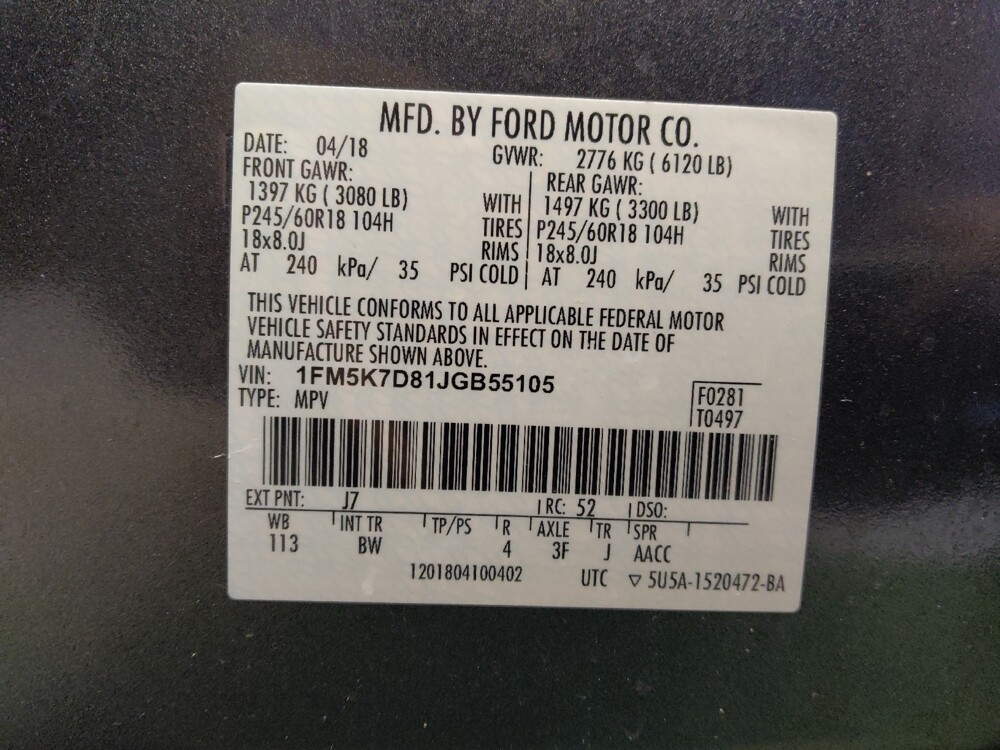 MFD. BY FORD MOTOR CO.
DATE: 04/18 GVWR: 2776 KG ( 6120 LB)
FRONT GAWR: REAR GAWR:
1397 KG ( 3080 LB) WITH 1497 KG ( 3300 LB) WITH
P245/60R18 104H TIRES P245/60R18 104H TIRES
18x8.0J RIMS 18x8.0J RIMS
AT 240 kPa/ 35 PSI COLD AT 240 kPa/ 35 PSI COLD
THIS VEHICLE CONFORMS TO ALL APPLICABLE FEDERAL MOTOR
VEHICLE SAFETY STANDARDS IN EFFECT ON THE DATE OF
MANUFACTURE SHOWN ABOVE.
VIN: 1FM5K7D81JGB55105
TYPE: MPV
F0281
T0497
EXT PNT: J7 RC: 52 DSO:
WB INT TR TP/PS R AXLE TR SPR
113 BW 4 3F J AACC
1201804100402 UTC ▽ 5U5A-1520472-BA